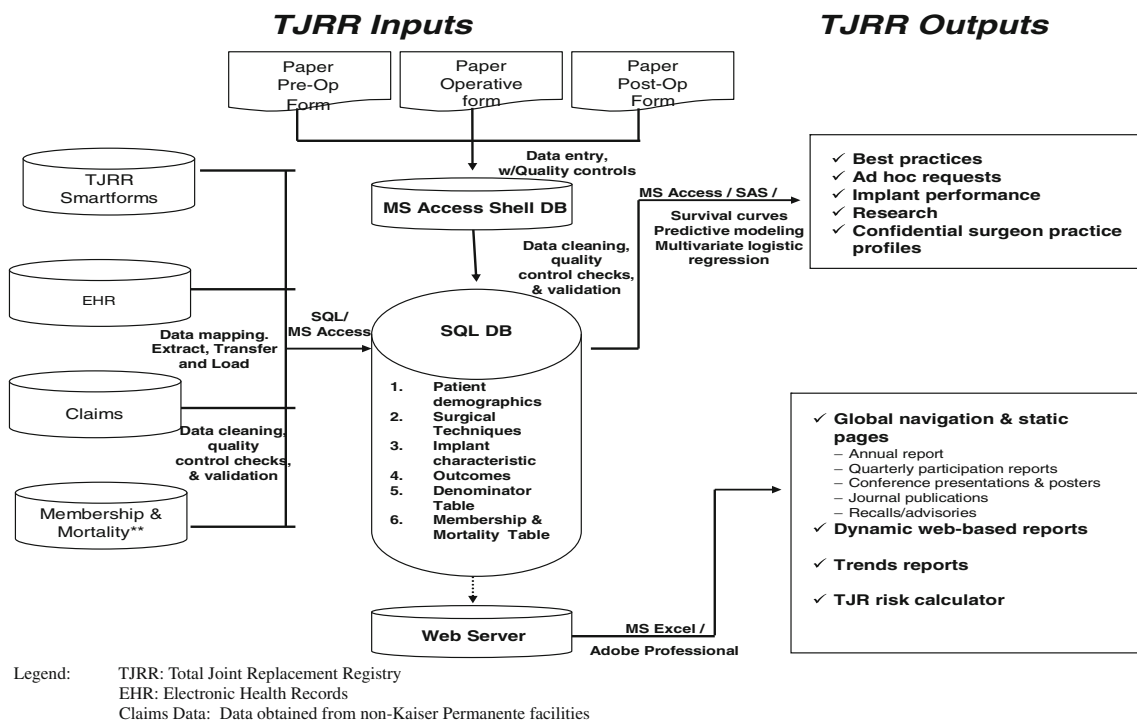 TJRR Inputs
TJRR Outputs
Paper
Pre-Op
Form
Paper
Operative
form
Paper
Post-Op
Form
Data entry,
w/Quality controls
TJRR
Smartforms
MS Access Shell DB
EHR
Data cleaning,
quality
control checks,
& validation
SQL/
MS Access
Data mapping.
Extract, Transfer
and Load
Claims
Data cleaning,
quality
control checks,
& validation
Membership &
Mortality**
SQL DB
1. Patient
demographics
2. Surgical
Techniques
3. Implant
characteristic
4. Outcomes
5. Denominator
Table
6. Membership &
Mortality Table
Web Server
MS Access / SAS /
Survival curves
Predictive modeling
Multivariate logistic
regression
✓ Best practices
✓ Ad hoc requests
✓ Implant performance
✓ Research
✓ Confidential surgeon practice
profiles
MS Excel /
Adobe Professional
✓ Global navigation & static
pages
– Annual report
– Quarterly participation reports
– Conference presentations & posters
– Journal publications
– Recalls/advisories
✓ Dynamic web-based reports
✓ Trends reports
✓ TJR risk calculator
Legend: TJRR: Total Joint Replacement Registry
EHR: Electronic Health Records
Claims Data: Data obtained from non-Kaiser Permanente facilities